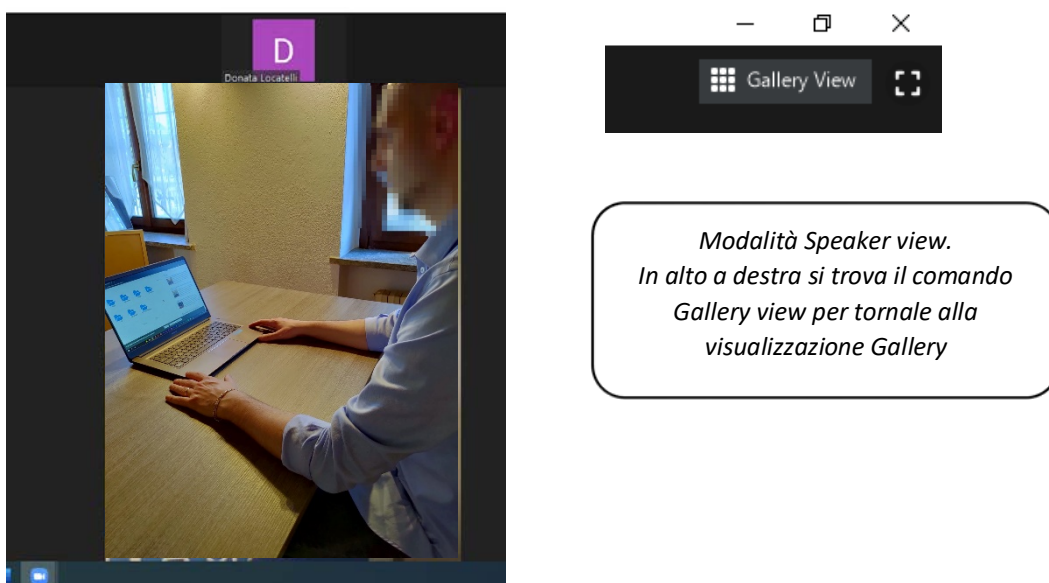 D
Donata Locatelli
Gallery View
Modalità Speaker view.
In alto a destra si trova il comando
Gallery view per tornale alla
visualizzazione Gallery